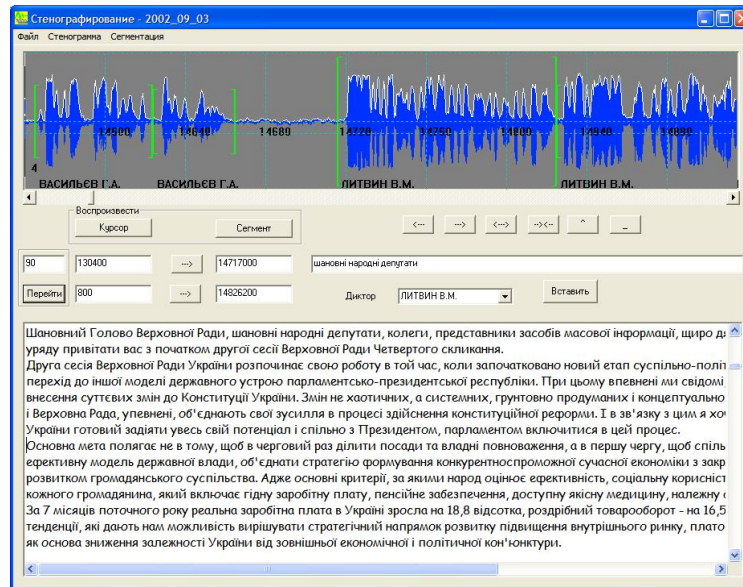 Стенографирование - 2002_09_03
Файл Стенограмма Сегментация
14600 14640 14680 14720 14760 14800 14840 14880
4
ВАСИЛЬЄВ Г.А. ВАСИЛЬЄВ Г.А. ЛИТВИН В.М. ЛИТВИН В.М.
Воспроизвести
Курсор Сегмент <--- ---> <---> --><-- ^ _
90 130400 ---> 14717000 шановні народні депутати
Перейти 800 ---> 14826200 Диктор ЛИТВИН В.М. Вставить
Шановний Голово Верховної Ради, шановні народні депутати, колеги, представники засобів масової інформації, щиро
уряду привітати вас з початком другої сесії Верховної Ради Четвертого скликання.
Друга сесія Верховної Ради України розпочинає свою роботу в той час, коли започатковано новий етап суспільно-політ
перехід до іншої моделі державного устрою парламентсько-президентської республіки. При цьому впевнені ми свідомі
внесення суттєвих змін до Конституції України. Змін не хаотичних, а системних, ґрунтовно продуманих і концептуально
і Верховна Рада, упевнені, об'єднають свої зусилля в процесі здійснення конституційної реформи. І в зв'язку з цим я хо
України готовий задіяти увесь свій потенціал і спільно з Президентом, парламентом включитися в цей процес.
Основна мета полягає не в тому, щоб в черговий раз ділити посади та владні повноваження, а в першу чергу, щоб спіль
ефективну модель державної влади, об'єднати стратегію формування конкурентноспроможної сучасної економіки з закр
розвитком громадянського суспільства. Адже основні критерії, за якими народ оцінює ефективність, соціальну корисніст
кожного громадянина, який включає гідну заробітну плату, пенсійне забезпечення, доступну якісну медицину, належну
За 7 місяців поточного року реальна заробітна плата в Україні зросла на 18,8 відсотка, роздрібний товарооборот - на 16,5
тенденції, які дають нам можливість вирішувати стратегічний напрямок розвитку підвищення внутрішнього ринку, плато
як основа зниження залежності України від зовнішньої економічної і політичної кон'юнктури.